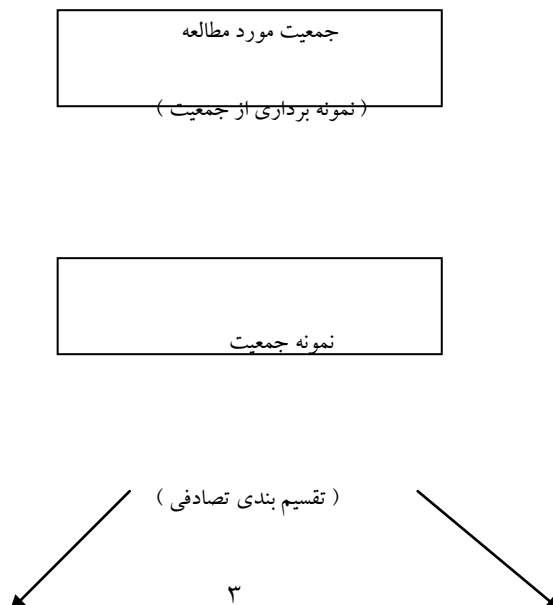 جمعیت مورد مطالعه
( نمونه برداری از جمعیت )
نمونه جمعیت
( تقسیم بندی تصادفی )
۳